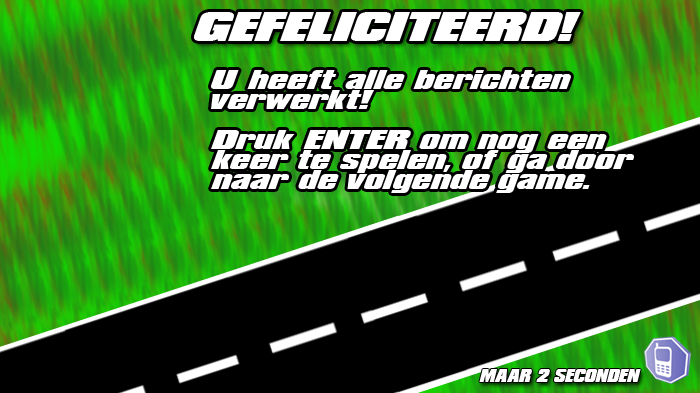 GEFELICITEERD!
U heeft alle berichten
verwerkt!
Druk ENTER om nog een
keer te spelen, of ga door
naar de volgende game.
MAAR 2 SECONDEN